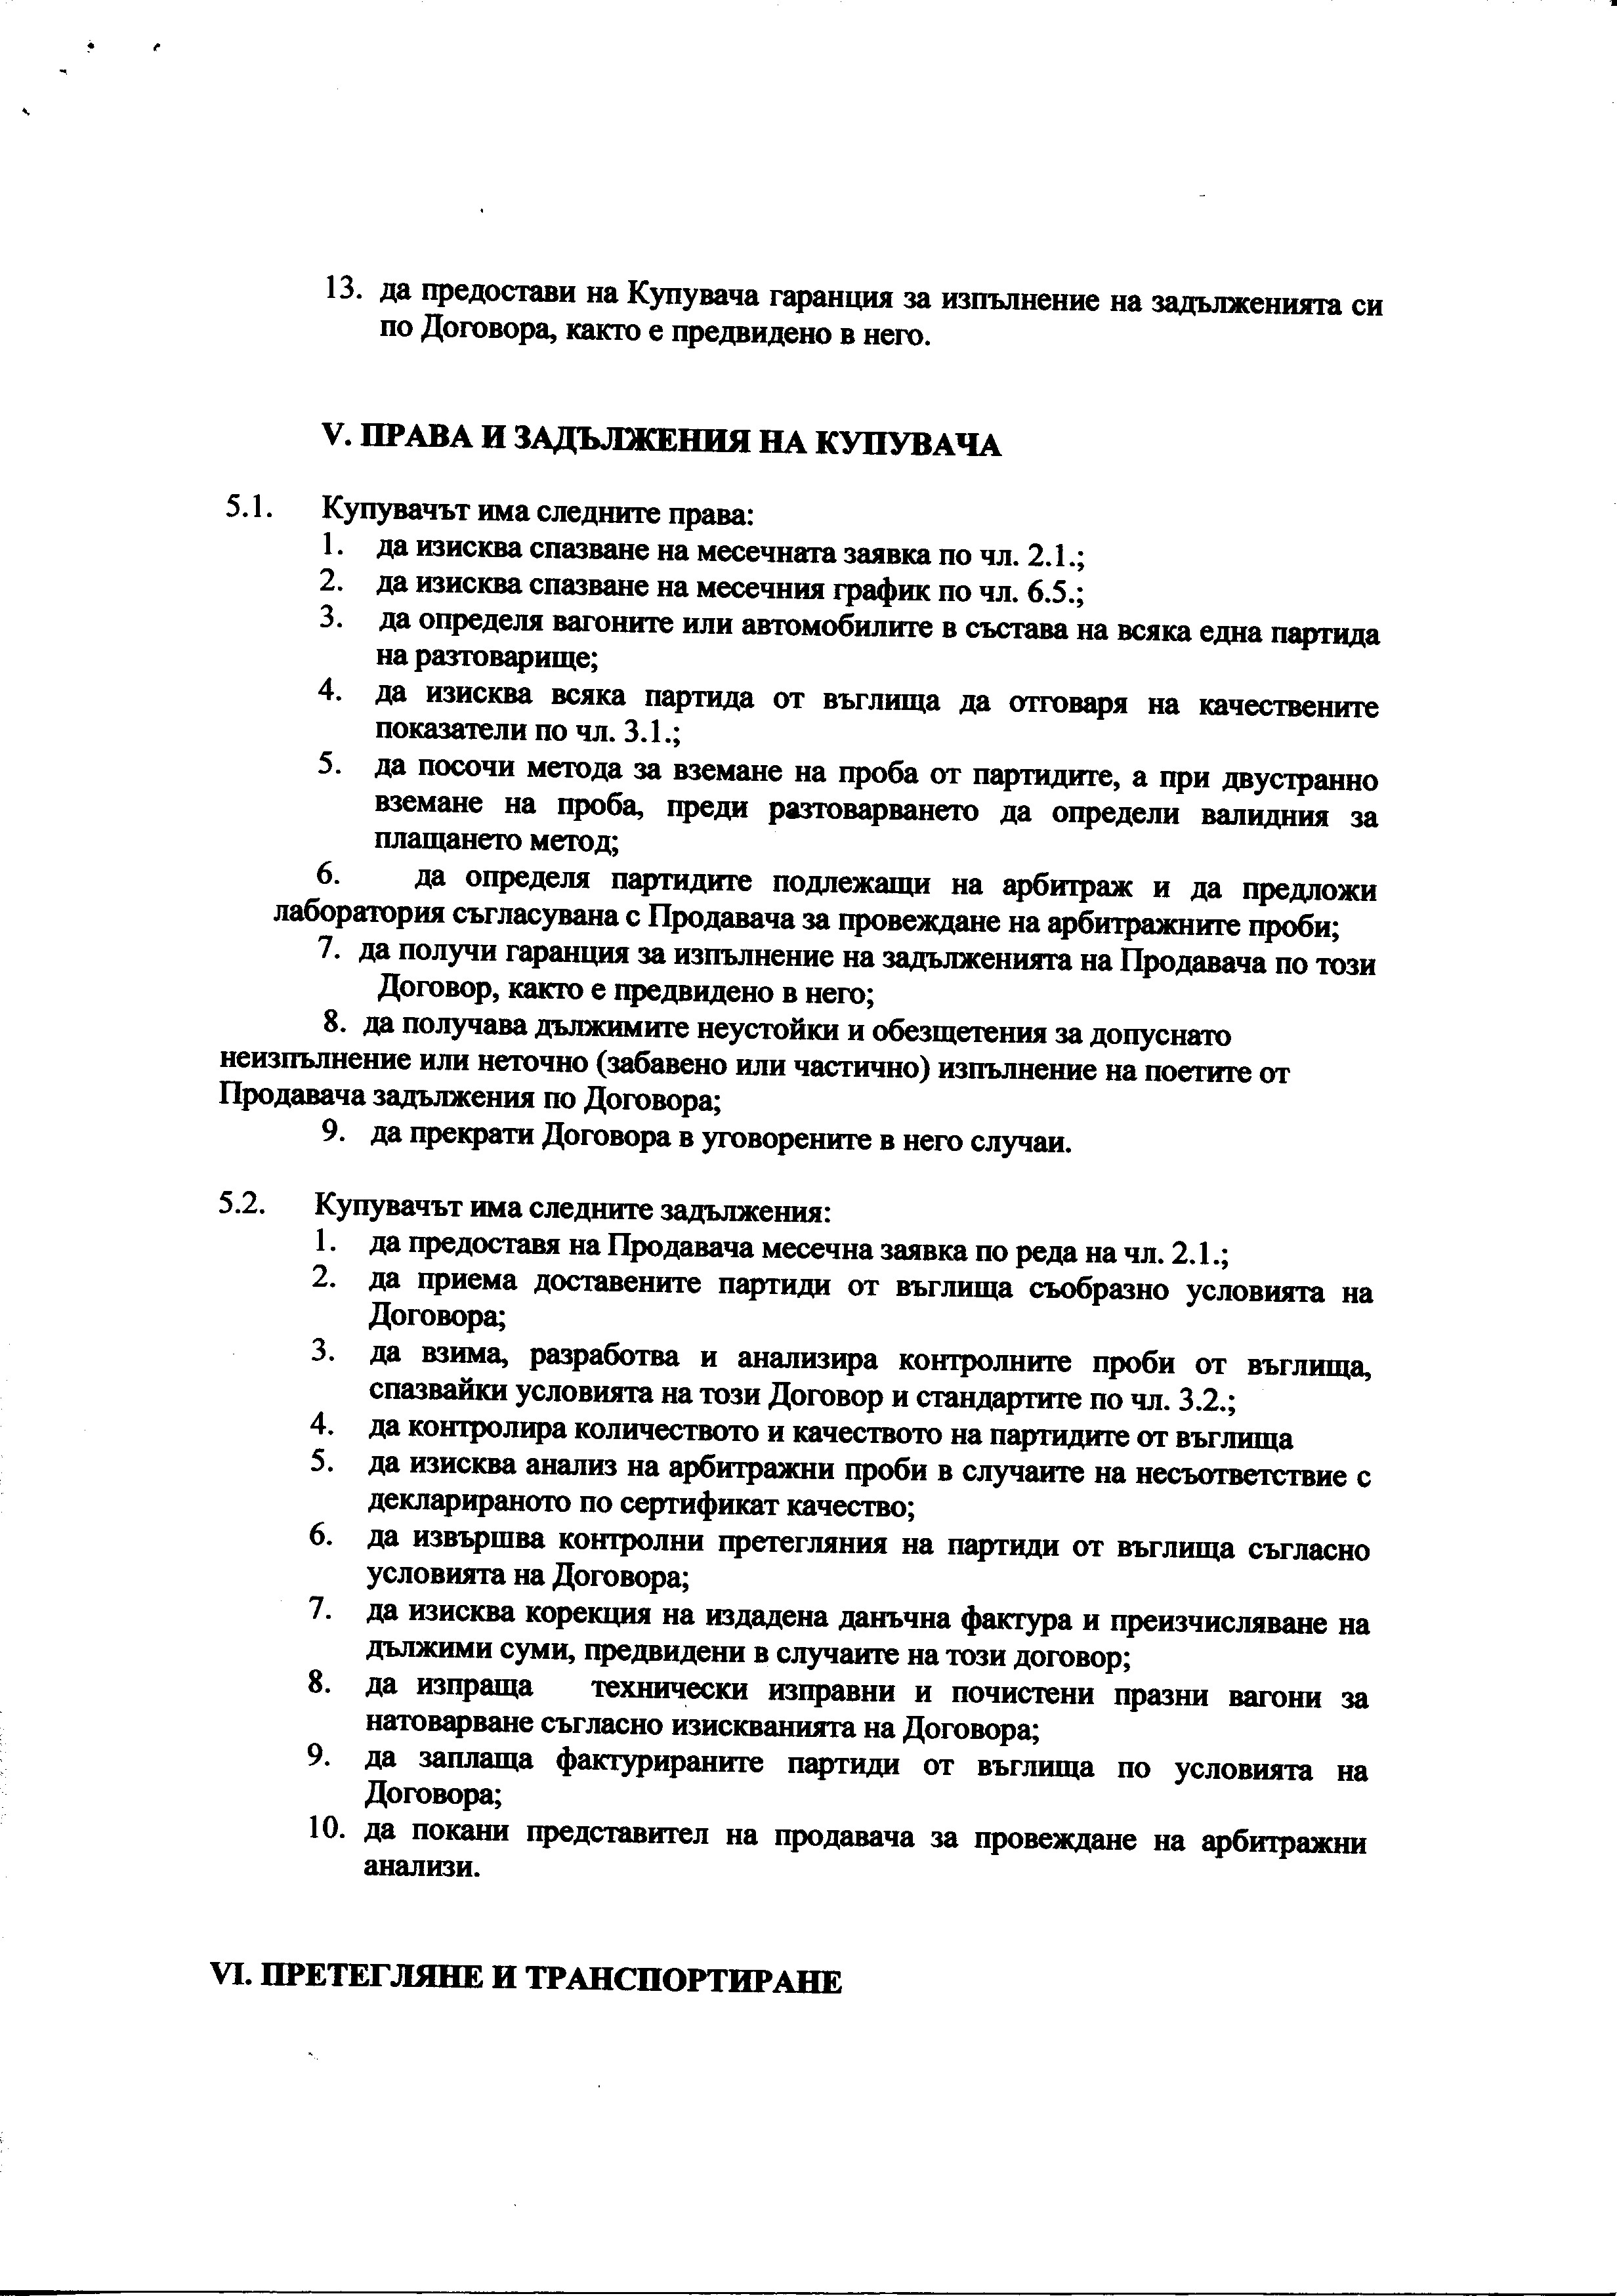 13. да предостави на Купувача гаранция за изпълнение на задълженията си
по Договора, както е предвидено в него.
V. ПРАВА И ЗАДЪЛЖЕНИЯ НА КУПУВАЧА
5.1. Купувачът има следните права:
1. да изисква спазване на месечната заявка по чл. 2.1.;
2. да изисква спазване на месечния график по чл. 6.5.;
3. да определя вагоните или автомобилите в състава на всяка една партида
на разтоварище;
4. да изисква всяка партида от въглища да отговаря на качествените
показатели по чл. 3.1.;
5. да посочи метода за вземане на проба от партидите, а при двустранно
вземане на проба, преди разтоварването да определи валидния за
плащането метод;
6. да определя партидите подлежащи на арбитраж и да предложи
лаборатория съгласувана с Продавача за провеждане на арбитражните проби;
7. да получи гаранция за изпълнение на задълженията на Продавача по този
Договор, както е предвидено в него;
8. да получава дължимите неустойки и обезщетения за допуснато
неизпълнение или неточно (забавено или частично) изпълнение на поетите от
Продавача задължения по Договора;
9. да прекрати Договора в уговорените в него случаи.
5.2. Купувачът има следните задължения:
1. да предоставя на Продавача месечна заявка по реда на чл. 2.1.;
2. да приема доставените партиди от въглища съобразно условията на
Договора;
3. да взима, разработва и анализира контролните проби от въглища,
спазвайки условията на този Договор и стандартите по чл. 3.2.;
4. да контролира количеството и качеството на партидите от въглища
5. да изисква анализ на арбитражни проби в случаите на несъответствие с
декларираното по сертификат качество;
6. да извършва контролни претегляния на партиди от въглища съгласно
условията на Договора;
7. да изисква корекция на издадена данъчна фактура и преизчисляване на
дължими суми, предвидени в случаите на този договор;
8. да изпраща технически изправни и почистени празни вагони за
натоварване съгласно изискванията на Договора;
9. да заплаща фактурираните партиди от въглища по условията на
Договора;
10. да покани представител на продавача за провеждане на арбитражни
анализи.
VI. ПРЕТЕГЛЯНЕ И ТРАНСПОРТИРАНЕ